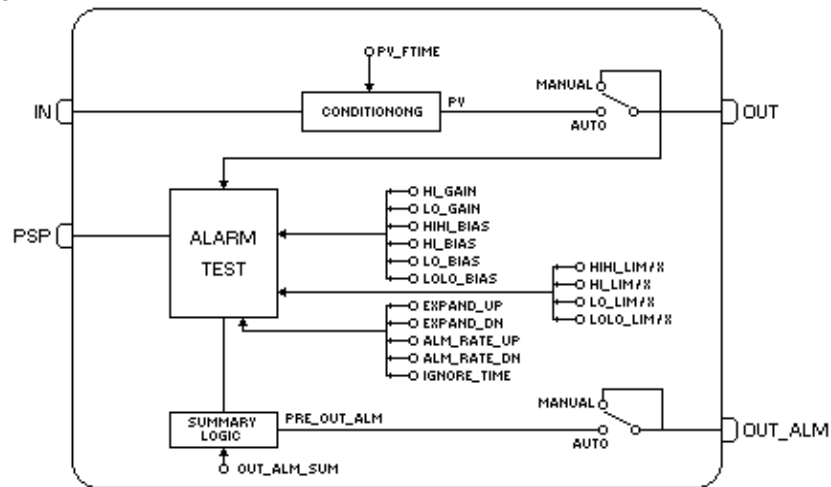 PV_FTIME
MANUAL
IN
CONDITIONONG
PV
OUT
AUTO
PSP
ALARM
TEST
HI_GAIN
LO_GAIN
HIHI_BIAS
HI_BIAS
LO_BIAS
LOLO_BIAS
HIHI_LIM/X
HI_LIM/X
LO_LIM/X
LOLO_LIM/X
EXPAND_UP
EXPAND_DN
ALM_RATE_UP
ALM_RATE_DN
IGNORE_TIME
SUMMARY
LOGIC
PRE_OUT_ALM
MANUAL
AUTO
OUT_ALM
OUT_ALM_SUM